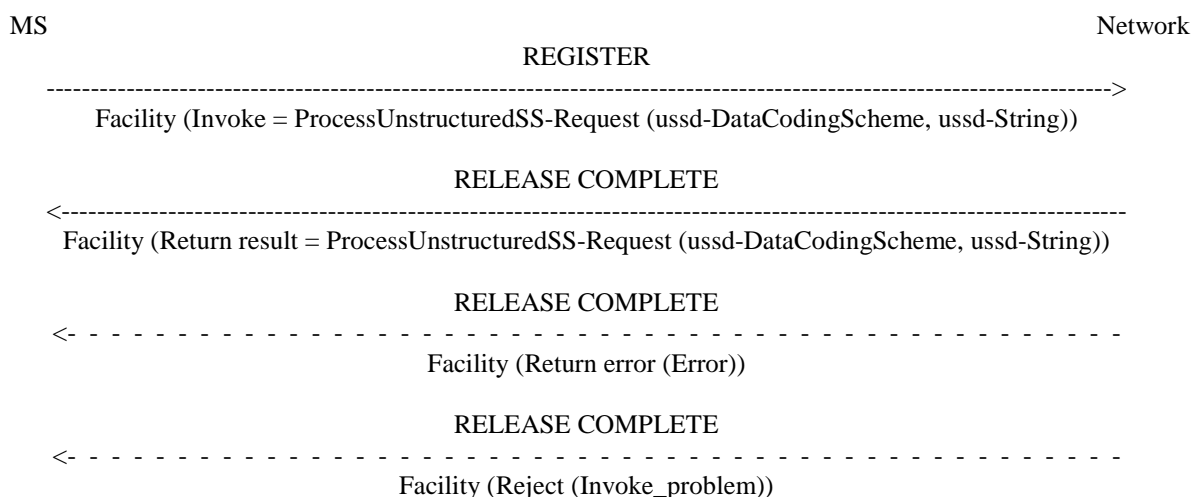 MS Network
REGISTER
------------------------------------------------------------------------------------------------------------------------>
Facility (Invoke = ProcessUnstructuredSS-Request (ussd-DataCodingScheme, ussd-String))
RELEASE COMPLETE
<------------------------------------------------------------------------------------------------------------------------
Facility (Return result = ProcessUnstructuredSS-Request (ussd-DataCodingScheme, ussd-String))
RELEASE COMPLETE
<- - - - - - - - - - - - - - - - - - - - - - - - - - - - - - - - - - - - - - - - - - - - - - - - - - - - -
Facility (Return error (Error))
RELEASE COMPLETE
<- - - - - - - - - - - - - - - - - - - - - - - - - - - - - - - - - - - - - - - - - - - - - - - - - - - - -
Facility (Reject (Invoke_problem))